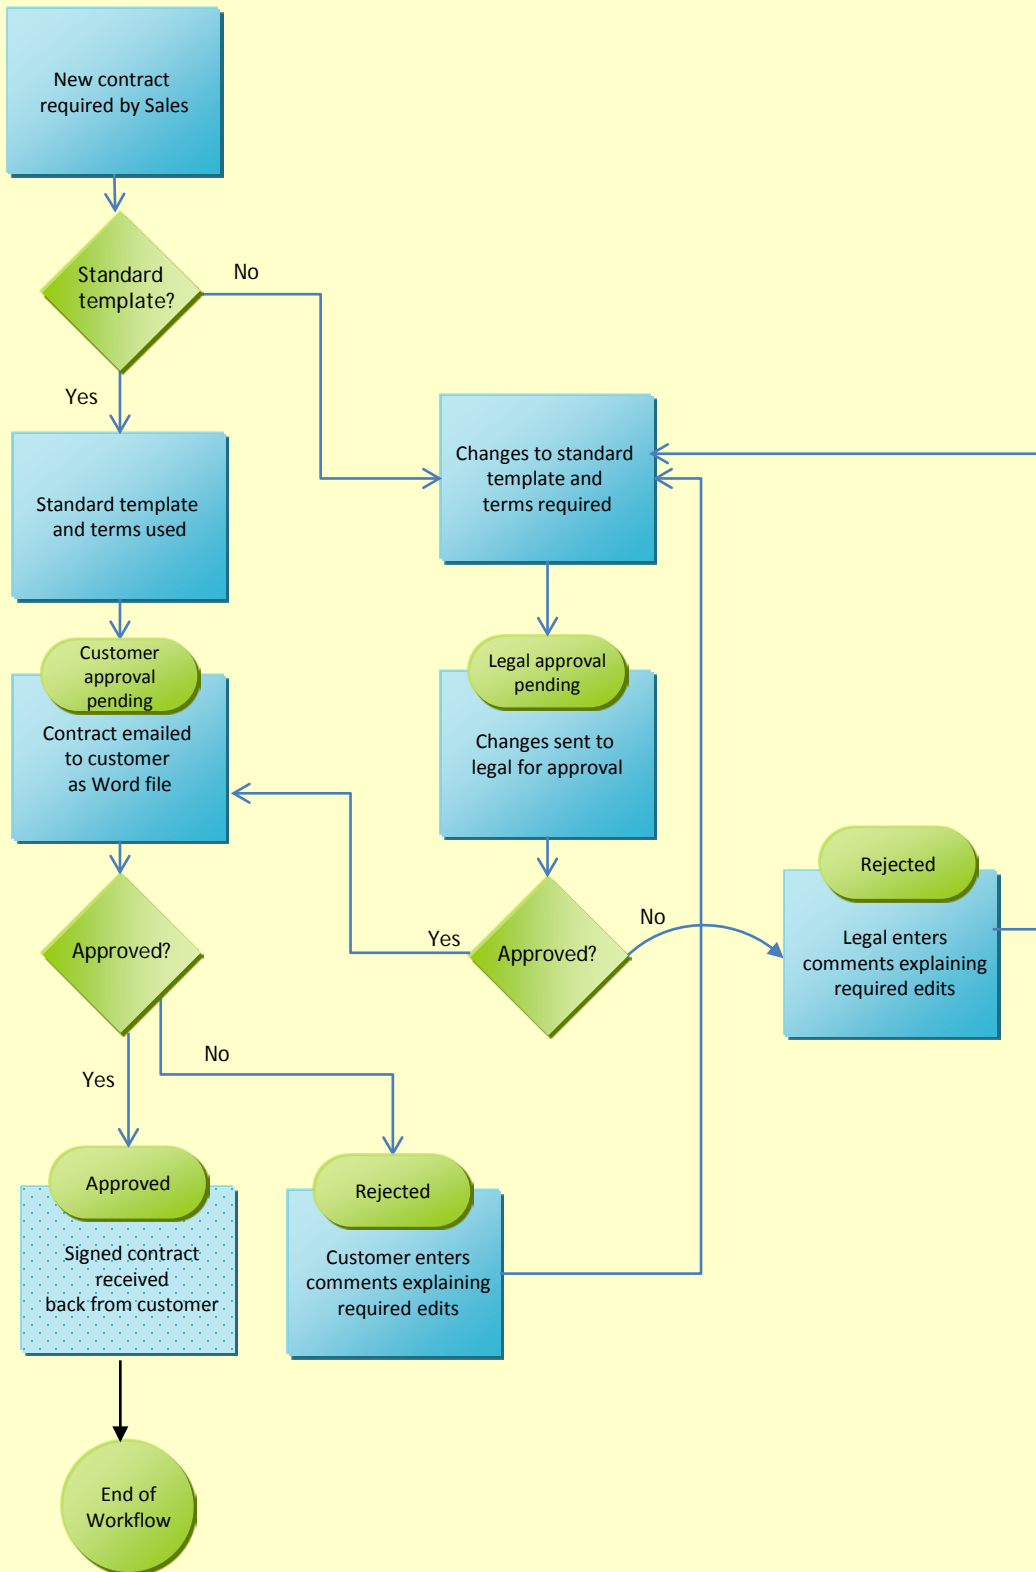 New contract
required by Sales
Standard
template?
No
Yes
Standard template
and terms used
Changes to standard
template and
terms required
Customer
approval
pending
Contract emailed
to customer
as Word file
Legal approval
pending
Changes sent to
legal for approval
Approved?
Yes
Approved?
No
Rejected
Legal enters
comments explaining
required edits
No
Yes
Approved
Signed contract
received
back from customer
Rejected
Customer enters
comments explaining
required edits
End of
Workflow